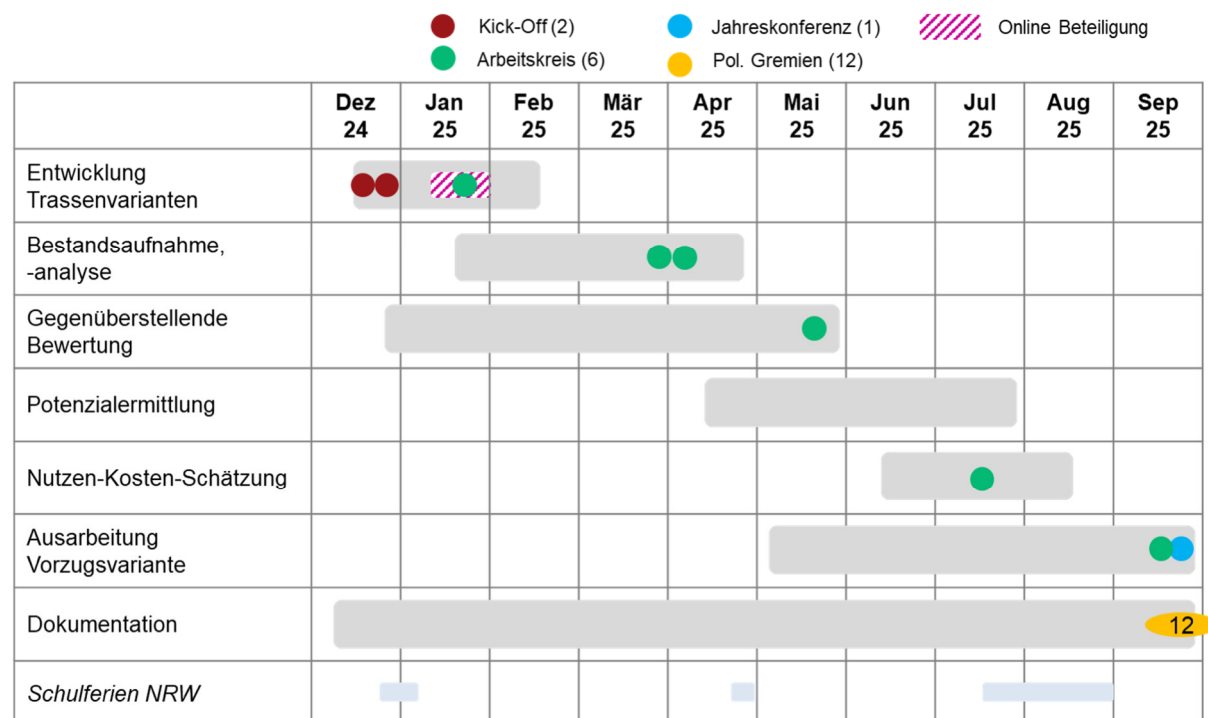 Kick-Off (2)
Jahreskonferenz (1)
Online Beteiligung
Arbeitskreis (6)
Pol. Gremien (12)
Dez
24
Jan
25
Feb
25
Mär
25
Apr
25
Mai
25
Jun
25
Jul
25
Aug
25
Sep
25
Entwicklung
Trassenvarianten
Bestandsaufnahme,
-analyse
Gegenüberstellende
Bewertung
Potenzialermittlung
Nutzen-Kosten-Schätzung
Ausarbeitung
Vorzugsvariante
Dokumentation
12
Schulferien NRW